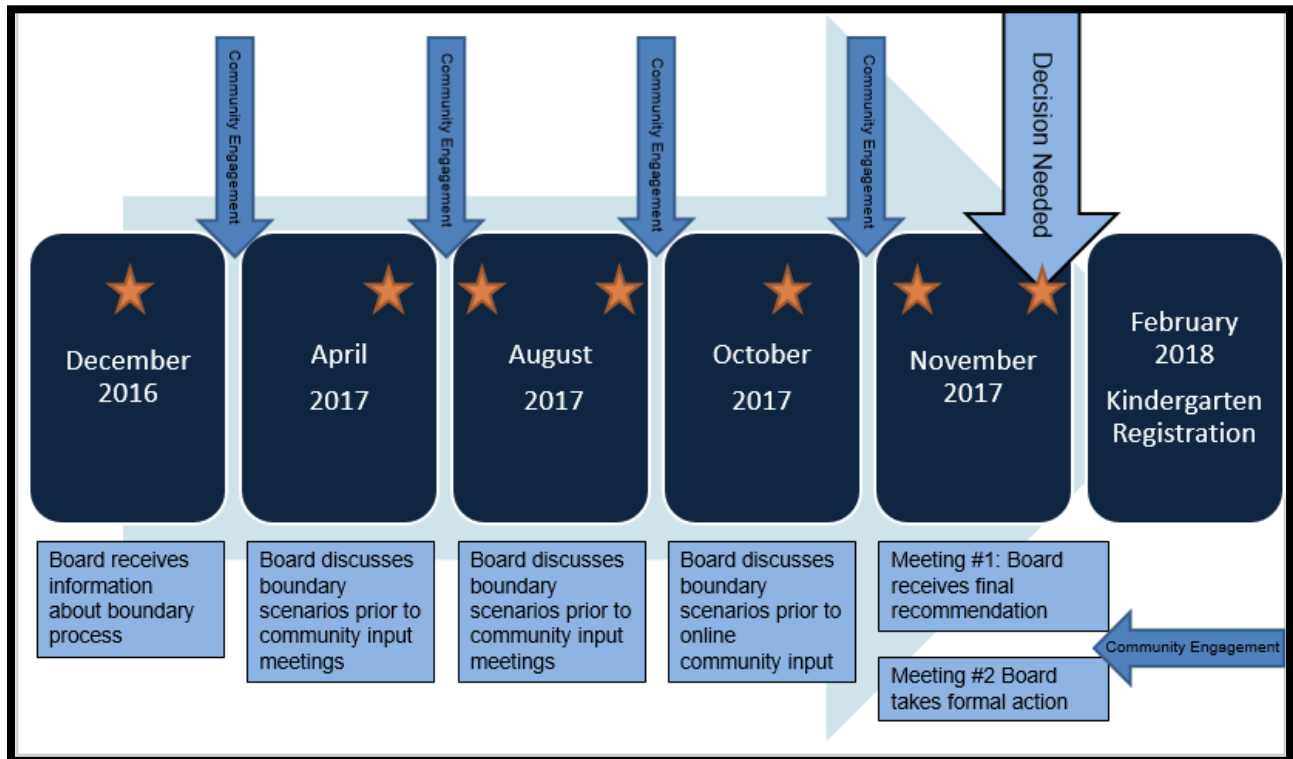 Community Engagement
Community Engagement
Community Engagement
Community Engagement
Decision Needed
December
2016
April
2017
August
2017
October
2017
November
2017
February
2018
Kindergarten
Registration
Board receives
information
about boundary
process
Board discusses
boundary
scenarios prior to
community input
meetings
Board discusses
boundary
scenarios prior to
community input
meetings
Board discusses
boundary
scenarios prior to
online
community input
Meeting #1: Board
receives final
recommendation
Community Engagement
Meeting #2 Board
takes formal action